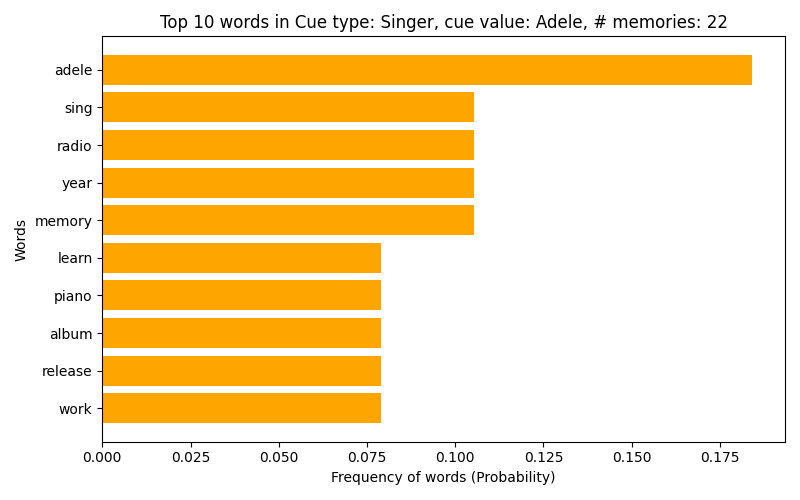 Top 10 words in Cue type: Singer, cue value: Adele, # memories: 22
adele
sing
radio
year
memory
learn
piano
album
release
work
Words
0.000 0.025 0.050 0.075 0.100 0.125 0.150 0.175
Frequency of words (Probability)